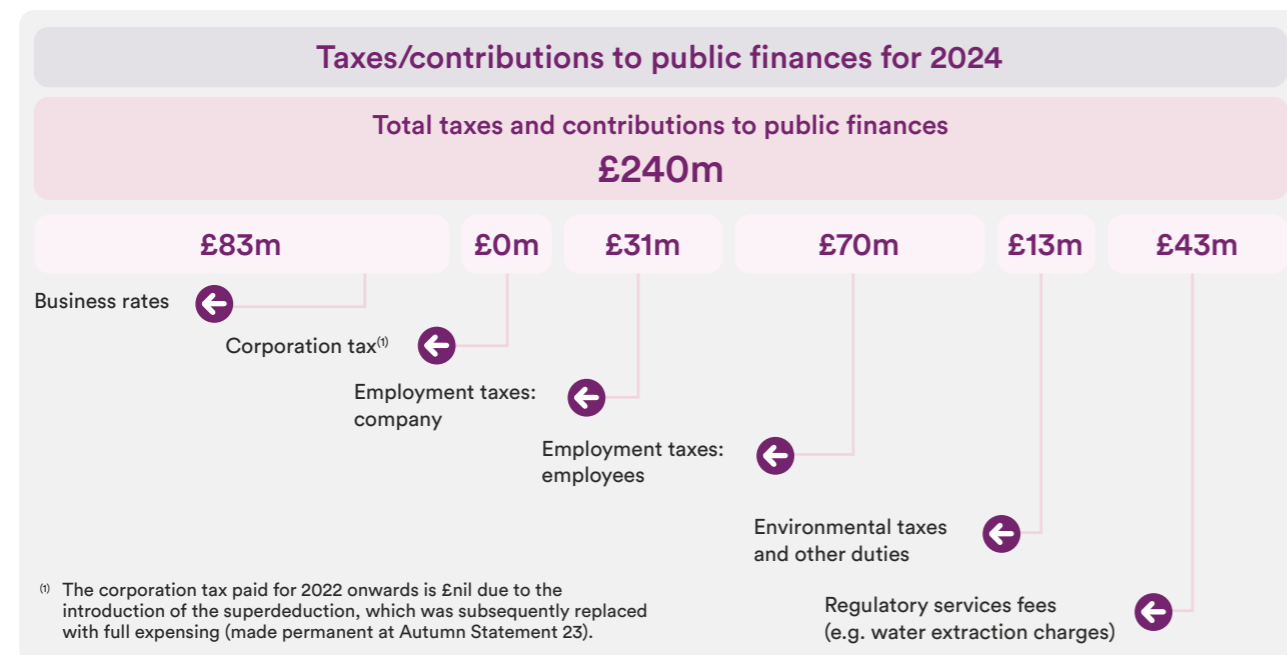 Taxes/contributions to public finances for 2024
Total taxes and contributions to public finances
£240m
£83m
£0m
£31m
£70m
£13m
£43m
Business rates
Corporation tax(1)
Employment taxes:
company
Employment taxes:
employees
Environmental taxes
and other duties
Regulatory services fees
(e.g. water extraction charges)
(1) The corporation tax paid for 2022 onwards is £nil due to the
introduction of the superdeduction, which was subsequently replaced
with full expensing (made permanent at Autumn Statement 23).